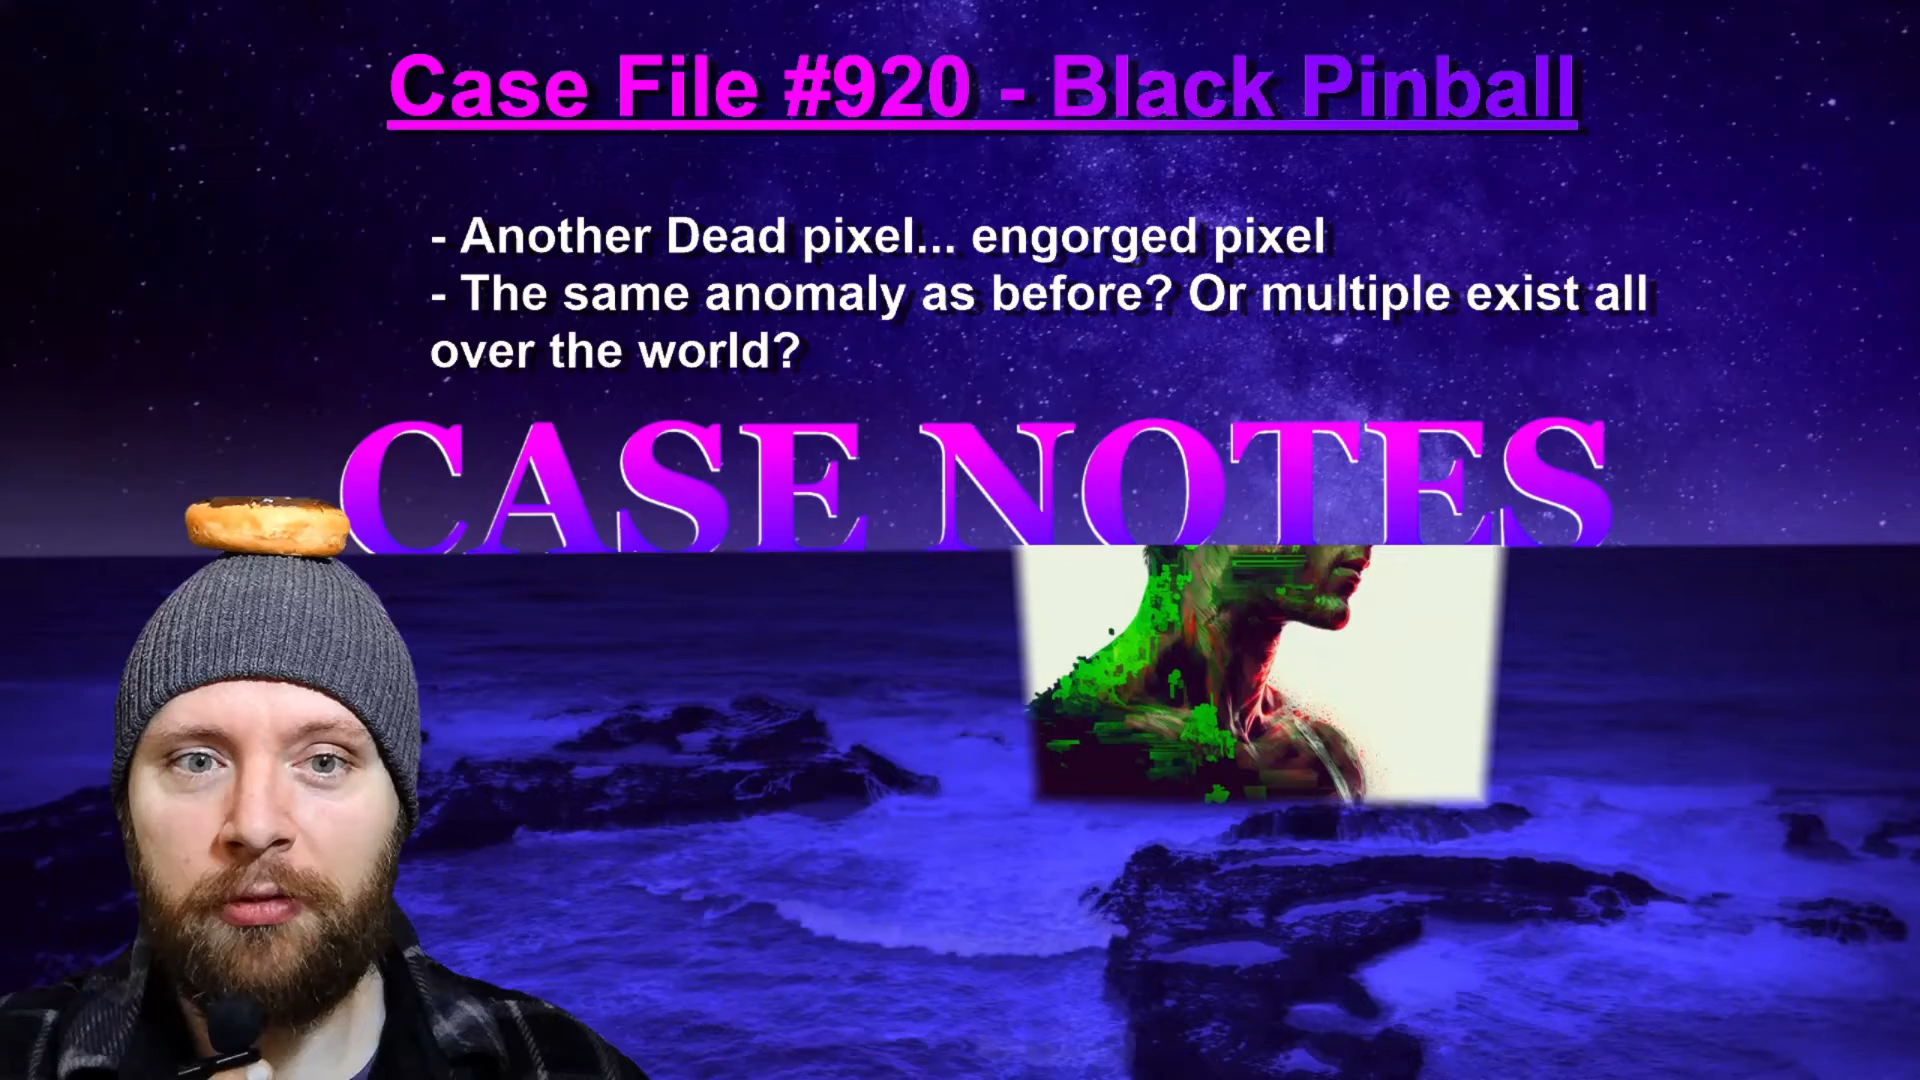 Case File #920 - Black Pinball
- Another Dead pixel... engorged pixel
- The same anomaly as before? Or multiple exist all
over the world?
CASE NOTES